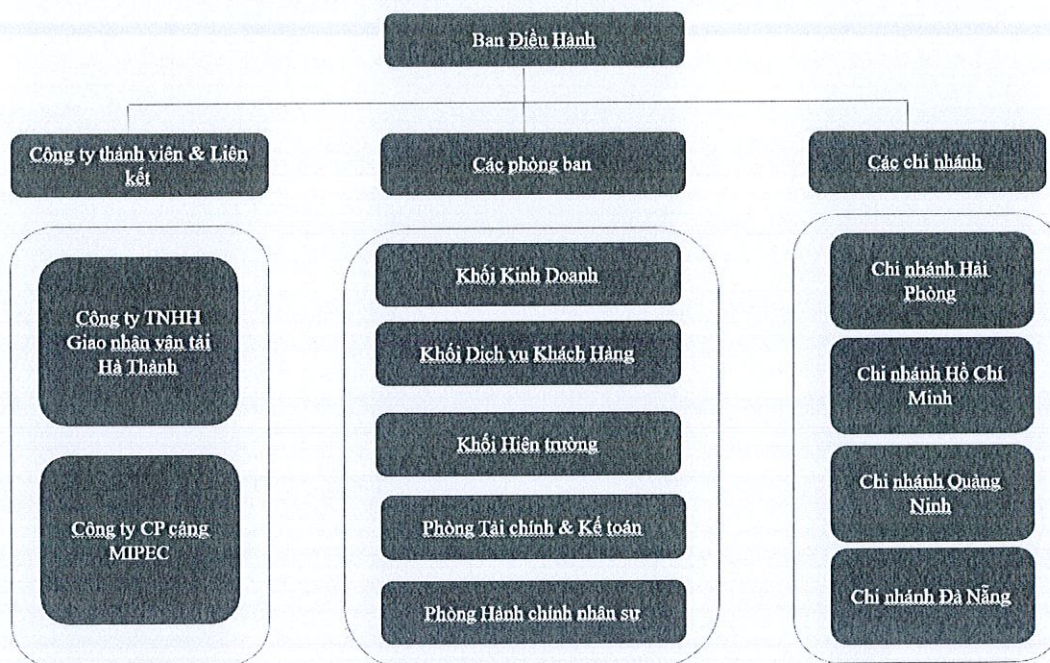 Ban Điều Hành
Công ty thành viên & Liên
kết
Các phòng ban
Các chi nhánh
Công ty TNHH
Giao nhận vận tải
Hà Thành
Công ty CP cảng
MIPEC
Khối Kinh Doanh
Khối Dịch vụ Khách Hàng
Khối Hiện trường
Phòng Tài chính & Kế toán
Phòng Hành chính nhân sự
Chi nhánh Hải
Phòng
Chi nhánh Hồ Chí
Minh
Chi nhánh Quảng
Ninh
Chi nhánh Đà Nẵng